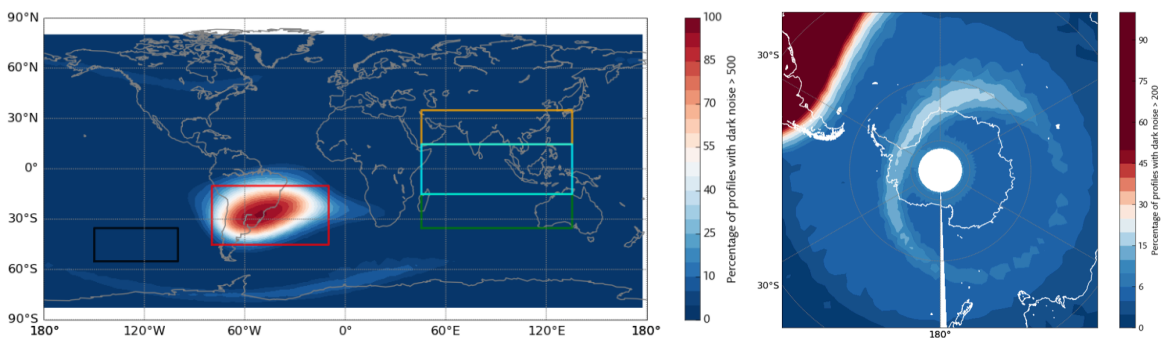 90°N
60°N
30°N
0°
30°S
60°S
90°S
180°
120°W
60°W
0°
60°E
120°E
180°
100
85
70
55
40
25
10
0
Percentage of profiles with dark noise > 500
30°S
30°S
180°
90
75
45
30
15
6
0
Percentage of profiles with dark noise > 200